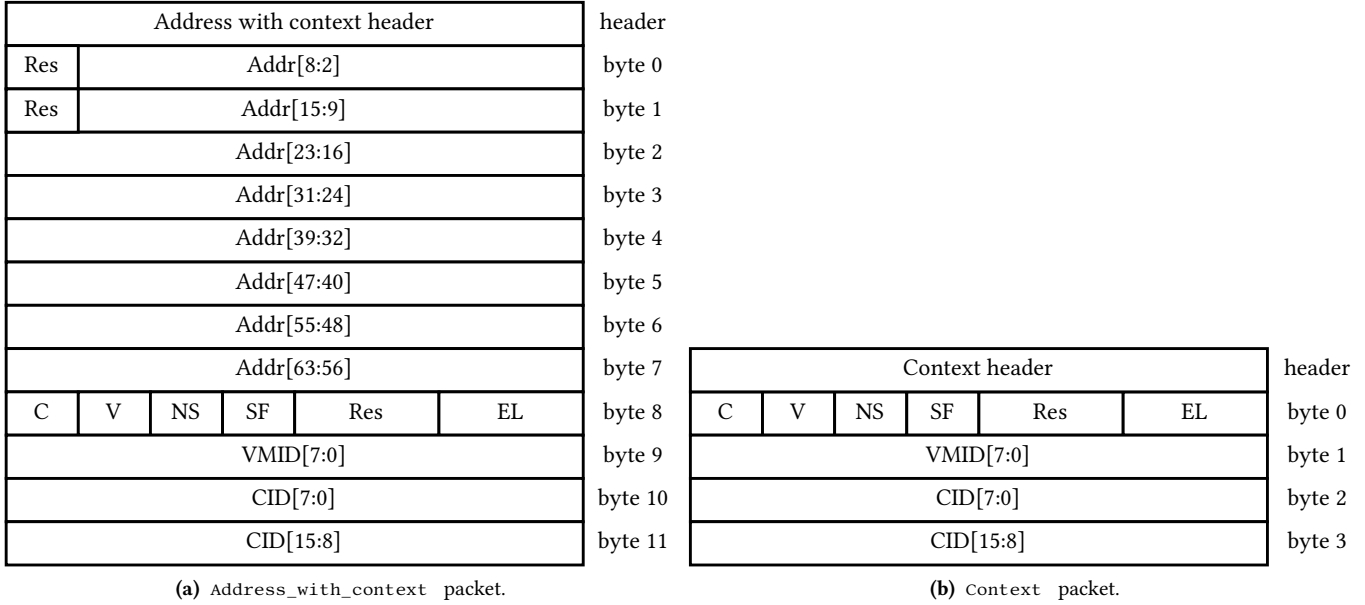 Address with context header header
Res Addr[8:2] byte 0
Res Addr[15:9] byte 1
Addr[23:16] byte 2
Addr[31:24] byte 3
Addr[39:32] byte 4
Addr[47:40] byte 5
Addr[55:48] byte 6
Addr[63:56] byte 7
C V NS SF Res EL byte 8
VMID[7:0] byte 9
CID[7:0] byte 10
CID[15:8] byte 11
(a) Address_with_context packet.
Context header header
C V NS SF Res EL byte 0
VMID[7:0] byte 1
CID[7:0] byte 2
CID[15:8] byte 3
(b) Context packet.